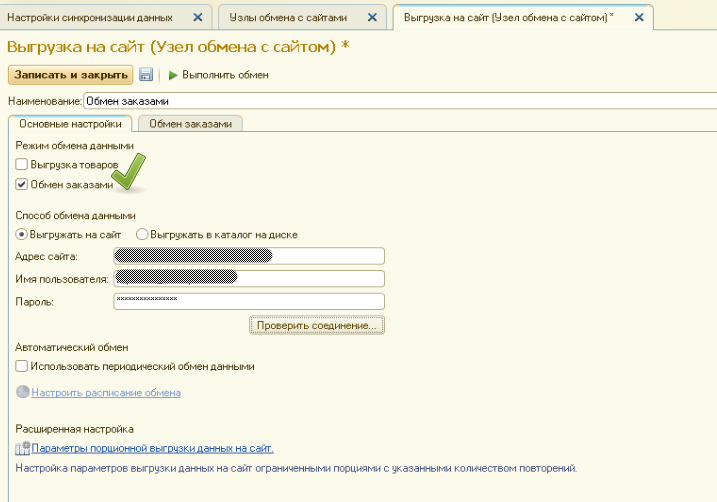 Настройки синхронизации данных
Узлы обмена с сайтами
Выгрузка на сайт (Узел обмена с сайтом) *
Выгрузка на сайт (Узел обмена с сайтом) *
Записать и закрыть
Выполнить обмен
Наименование: Обмен заказами
Основные настройки
Обмен заказами
Режим обмена данными
Выгрузка товаров
Обмен заказами
Способ обмена данными
Выгружать на сайт
Выгружать в каталог на диске
Адрес сайта:
Имя пользователя:
Пароль: ****************
Проверить соединение...
Автоматический обмен
Использовать периодический обмен данными
Настроить расписание обмена
Расширенная настройка
Параметры порционной выгрузки данных на сайт.
Настройка параметров выгрузки данных на сайт ограниченными порциями с указанными количеством повторений.